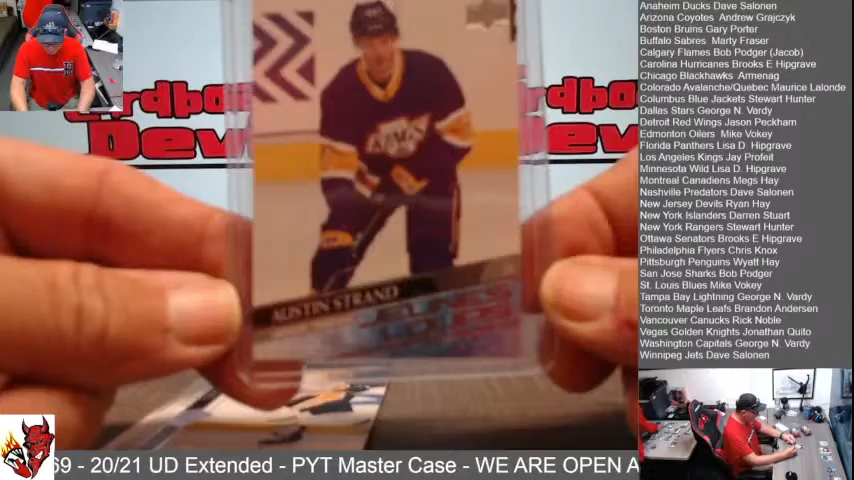 Anaheim Ducks Dave Salonen
Arizona Coyotes Andrew Grajczyk
Boston Bruins Gary Porter
Buffalo Sabres Marty Fraser
Calgary Flames Bob Podger (Jacob)
Carolina Hurricanes Brooks E Hipgrave
Chicago Blackhawks Armenag
Colorado Avalanche/Quebec Maurice Lalonde
Columbus Blue Jackets Stewart Hunter
Dallas Stars George N. Vardy
Detroit Red Wings Jason Peckham
Edmonton Oilers Mike Vokey
Florida Panthers Lisa D. Hipgrave
Los Angeles Kings Jay Profeit
Minnesota Wild Lisa D. Hipgrave
Montreal Canadiens Megs Hay
Nashville Predators Dave Salonen
New Jersey Devils Ryan Hay
New York Islanders Darren Stuart
New York Rangers Stewart Hunter
Ottawa Senators Brooks E Hipgrave
Philadelphia Flyers Chris Knox
Pittsburgh Penguins Wyatt Hay
San Jose Sharks Bob Podger
St. Louis Blues Mike Vokey
Tampa Bay Lightning George N. Vardy
Toronto Maple Leafs Brandon Andersen
Vancouver Canucks Rick Noble
Vegas Golden Knights Jonathan Quito
Washington Capitals George N. Vardy
Winnipeg Jets Dave Salonen
KINGS
AUSTIN STRAND
69 - 20/21 UD Extended - PYT Master Case - WE ARE OPEN A